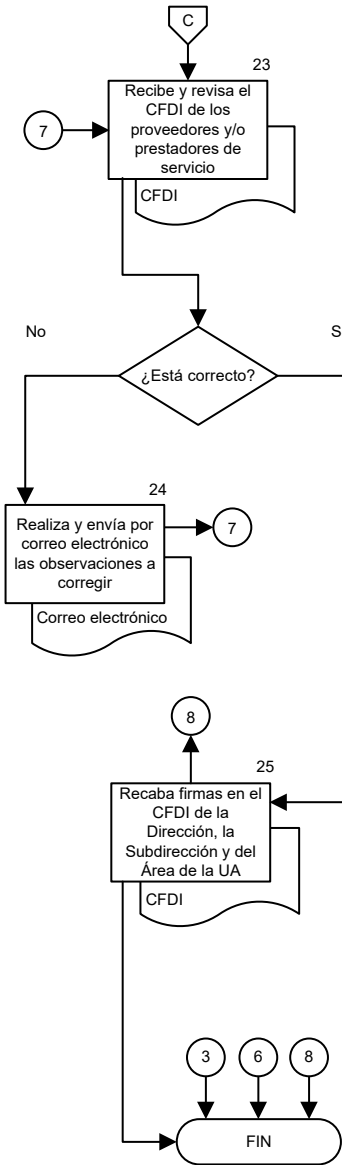 C
23
Recibe y revisa el
CFDI de los
proveedores y/o
prestadores de
servicio
7
CFDI
No
S
¿Está correcto?
24
Realiza y envía por
correo electrónico
las observaciones a
corregir
7
Correo electrónico
8
25
Recaba firmas en el
CFDI de la
Dirección, la
Subdirección y del
Área de la UA
CFDI
3
6
8
FIN